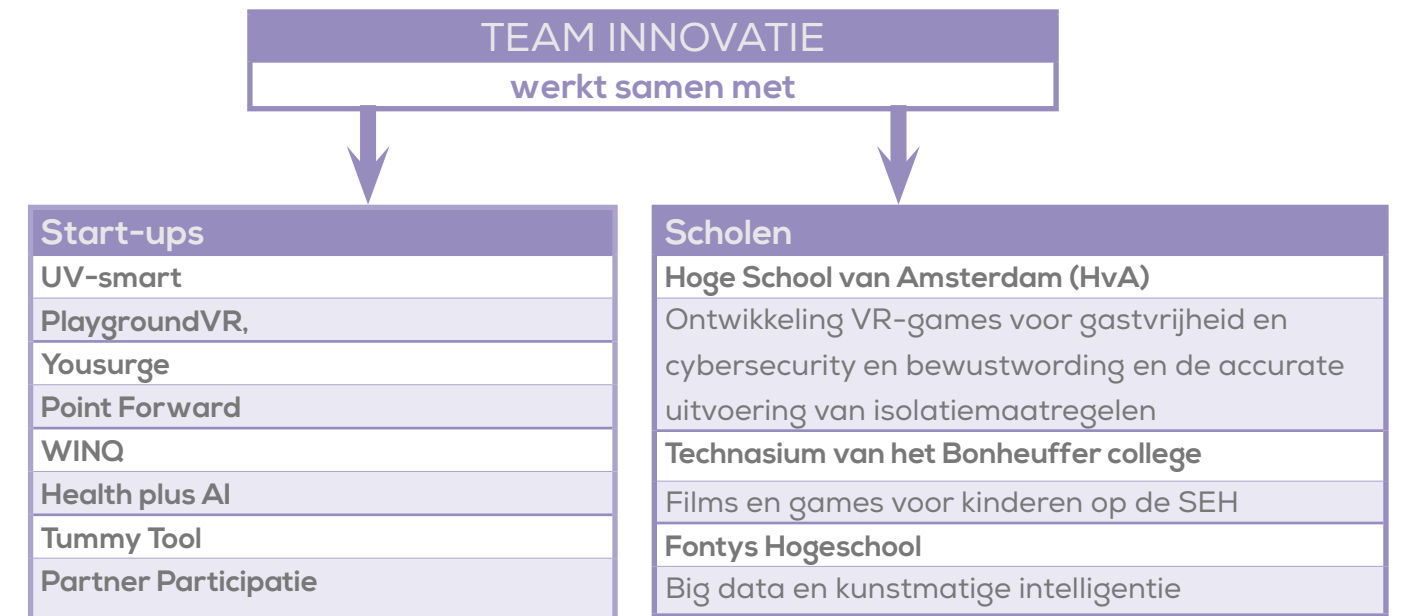 TEAM INNOVATIE
werkt samen met
Start-ups
UV-smart
PlaygroundVR,
Yousurge
Point Forward
WINQ
Health plus AI
Tummy Tool
Partner Participatie
Scholen
Hoge School van Amsterdam (HvA)
Ontwikkeling VR-games voor gastvrijheid en
cybersecurity en bewustwording en de accurate
uitvoering van isolatiemaatregelen
Technasium van het Bonheuffer college
Films en games voor kinderen op de SEH
Fontys Hogeschool
Big data en kunstmatige intelligentie